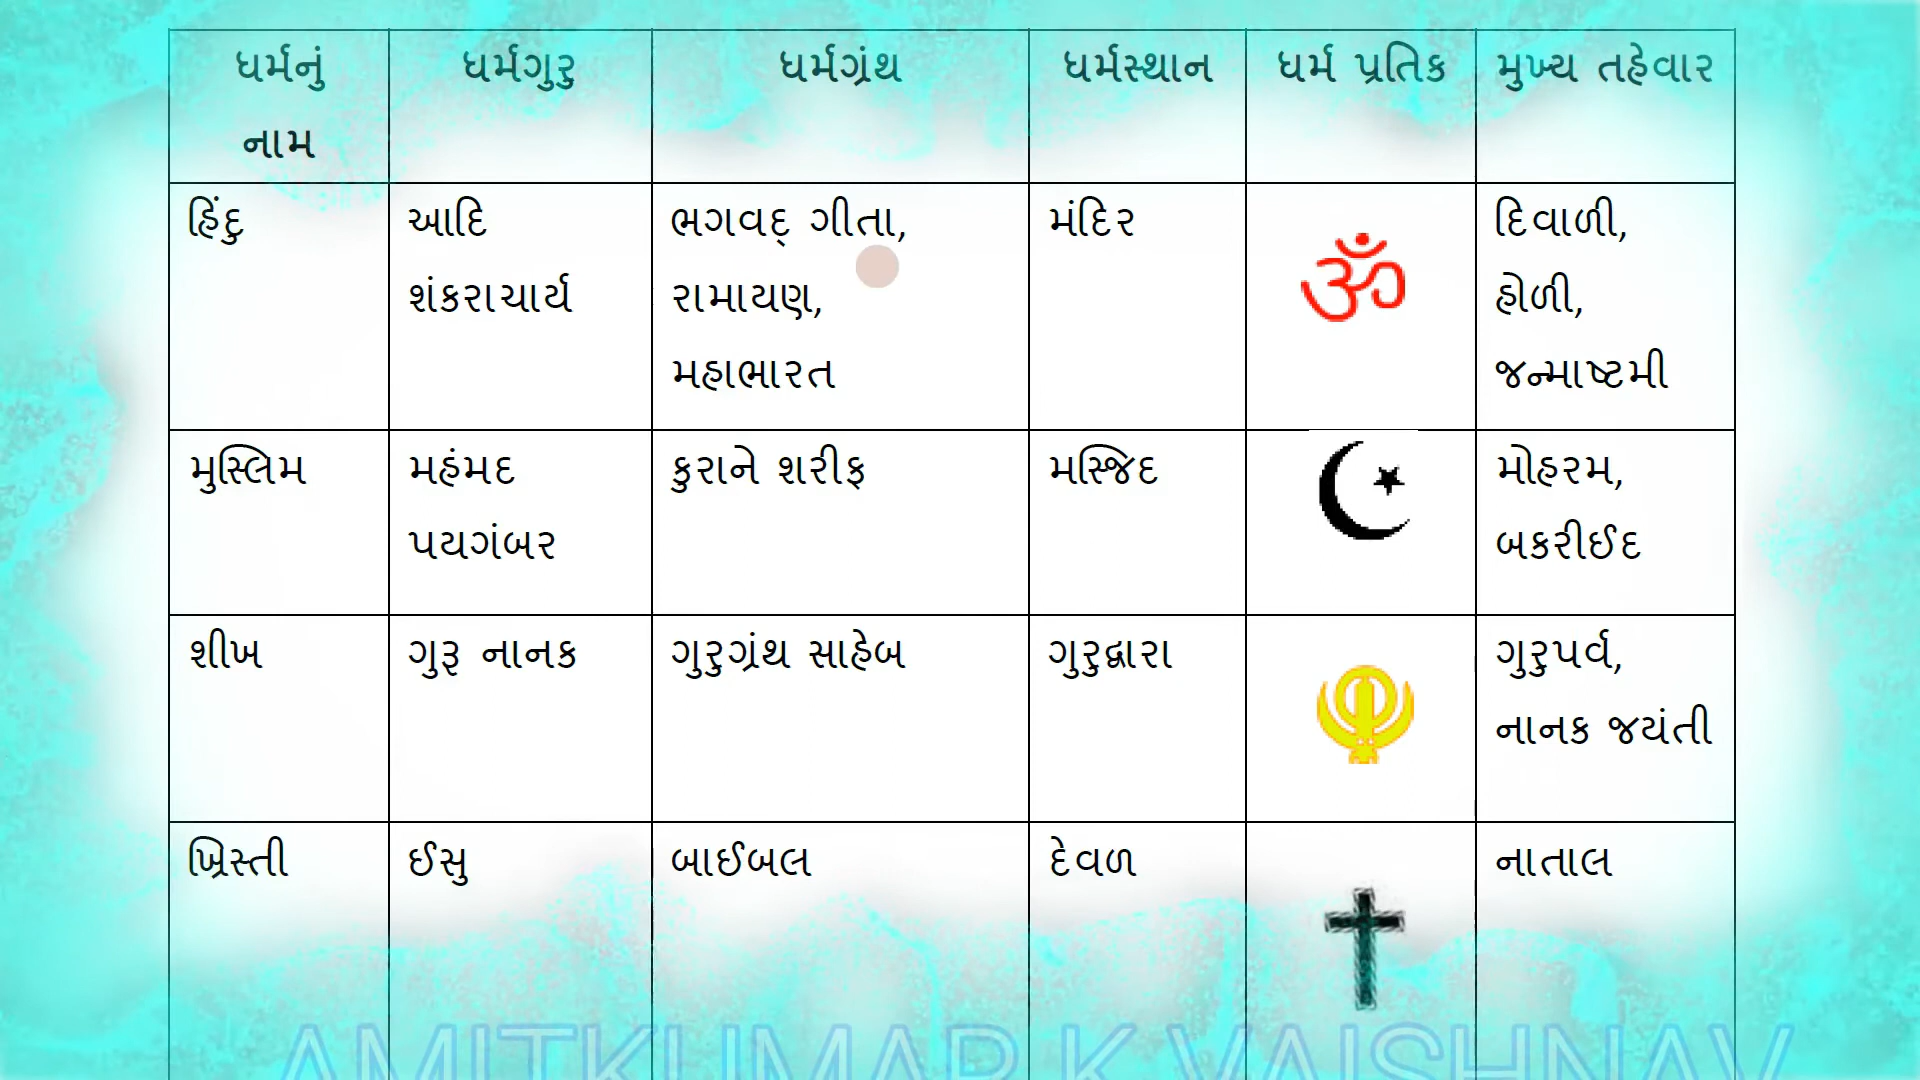 ધર્મનું ધર્મગુરુ ધર્મગ્રંથ ધર્મસ્થાન ધર્મ પ્રતિક મુખ્ય તહેવાર
નામ
હિંદુ આદિ ભગવદ્ ગીતા, મંદિર દિવાળી,
શંકરાચાર્ય રામાયણ, હોળી,
મહાભારત જન્માષ્ટમી
મુસ્લિમ મહંમદ કુરાને શરીફ મસ્જિદ મોહરમ,
પયગંબર બકરીઈદ
શીખ ગુરૂ નાનક ગુરુગ્રંથ સાહેબ ગુરુદ્વારા ગુરુપર્વ,
નાનક જયંતી
ખ્રિસ્તી ઈસુ બાઈબલ દેવળ નાતાલ
AMITKUMAR K VAISHNAV